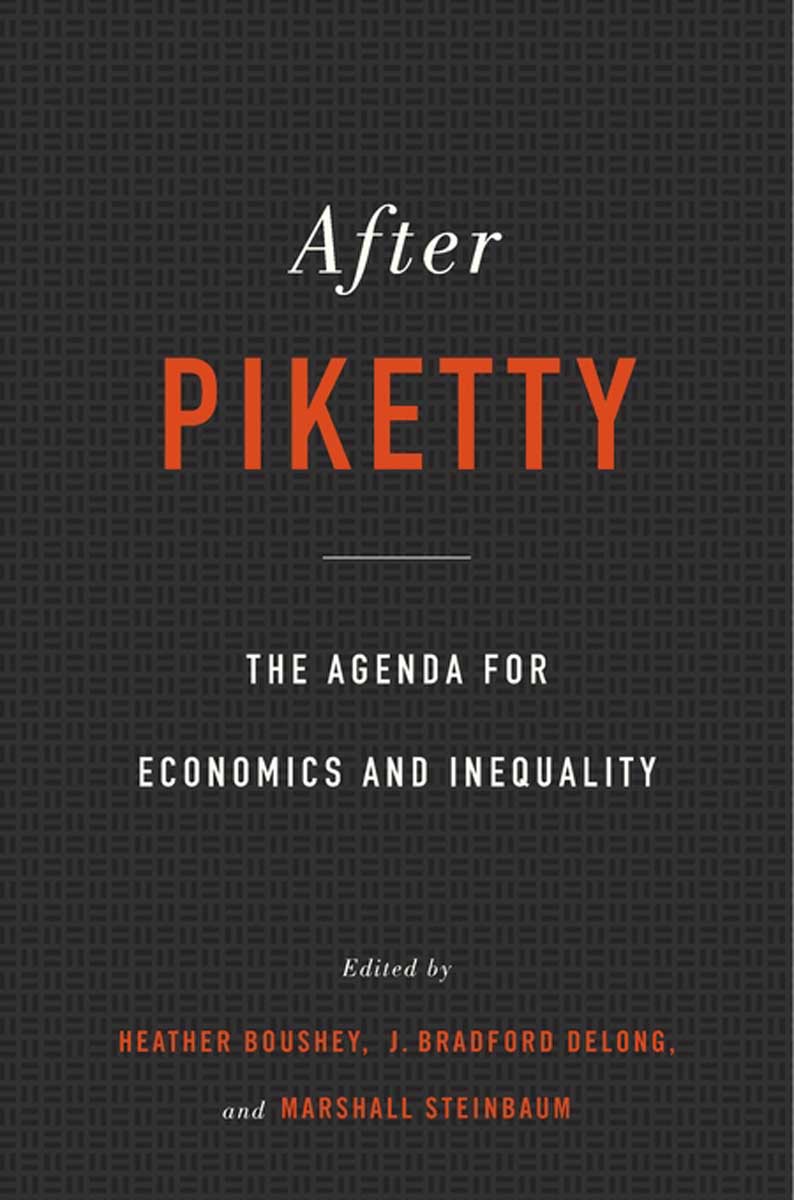 After
PIKETTY
THE AGENDA FOR
ECONOMICS AND INEQUALITY
Edited by
HEATHER BOUSHEY, J. BRADFORD DELONG,
and MARSHALL STEINBAUM